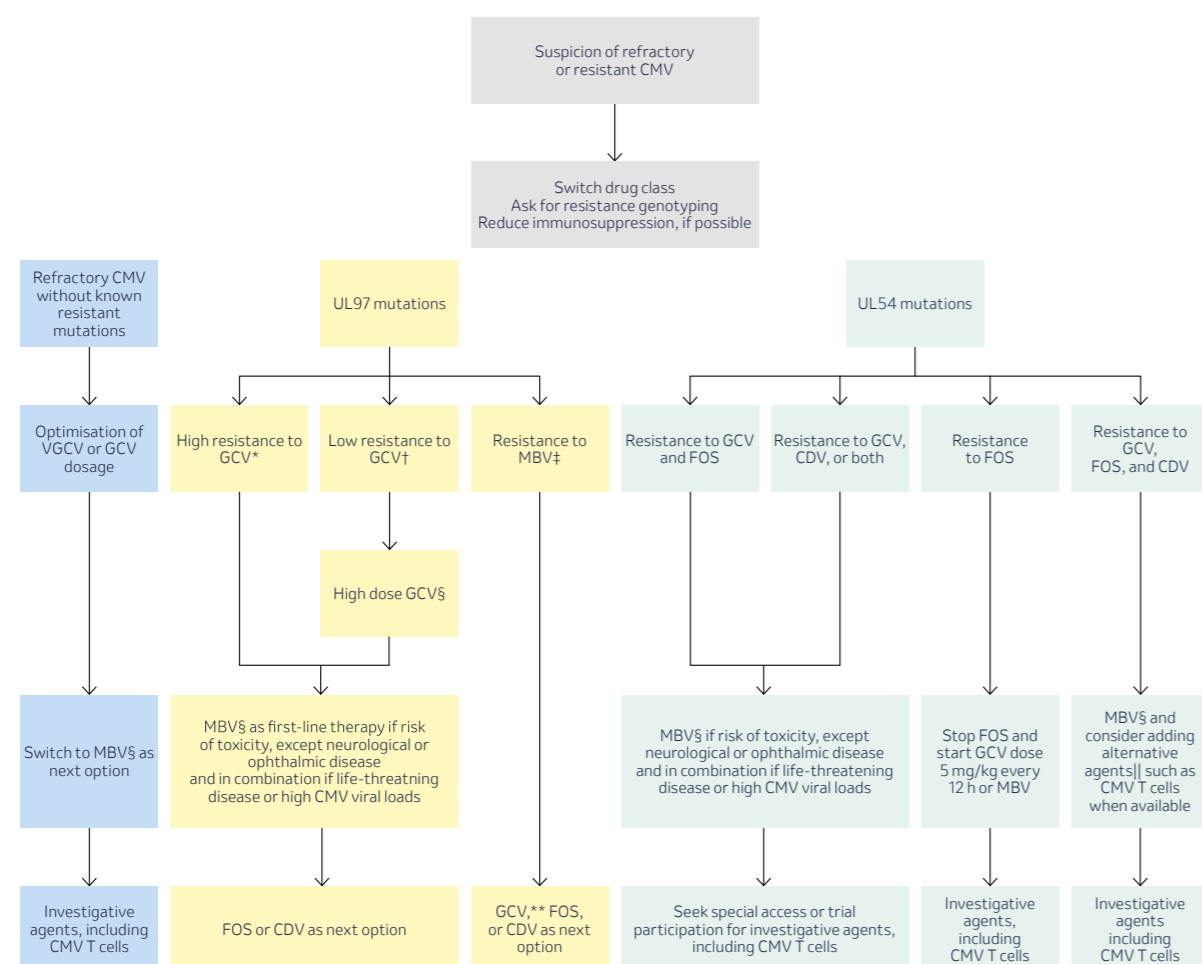 Suspicion of refractory
or resistant CMV
Switch drug class
Ask for resistance genotyping
Reduce immunosuppression, if possible
Refractory CMV
without known
resistant
mutations
UL97 mutations
UL54 mutations
Optimisation of
VGCV or GCV
dosage
High resistance to
GCV*
Low resistance to
GCV†
Resistance to
MBV‡
Resistance to GCV
and FOS
Resistance to GCV,
CDV, or both
Resistance
to FOS
Resistance to
GCV,
FOS, and CDV
High dose GCV§
Switch to MBV§ as
next option
MBV§ as first-line therapy if risk
of toxicity, except neurological or
ophthalmic disease
and in combination if life-threatning
disease or high CMV viral loads
MBV§ if risk of toxicity, except
neurological or ophthalmic disease
and in combination if life-threatening
disease or high CMV viral loads
Stop FOS and
start GCV dose
5 mg/kg every
12 h or MBV
MBV§ and
consider adding
alternative
agents|| such as
CMV T cells
when available
Investigative
agents, including
CMV T cells
FOS or CDV as next option
GCV,** FOS,
or CDV as next
option
Seek special access or trial
participation for investigative agents,
including CMV T cells
Investigative
agents,
including
CMV T cells
Investigative
agents
including
CMV T cells